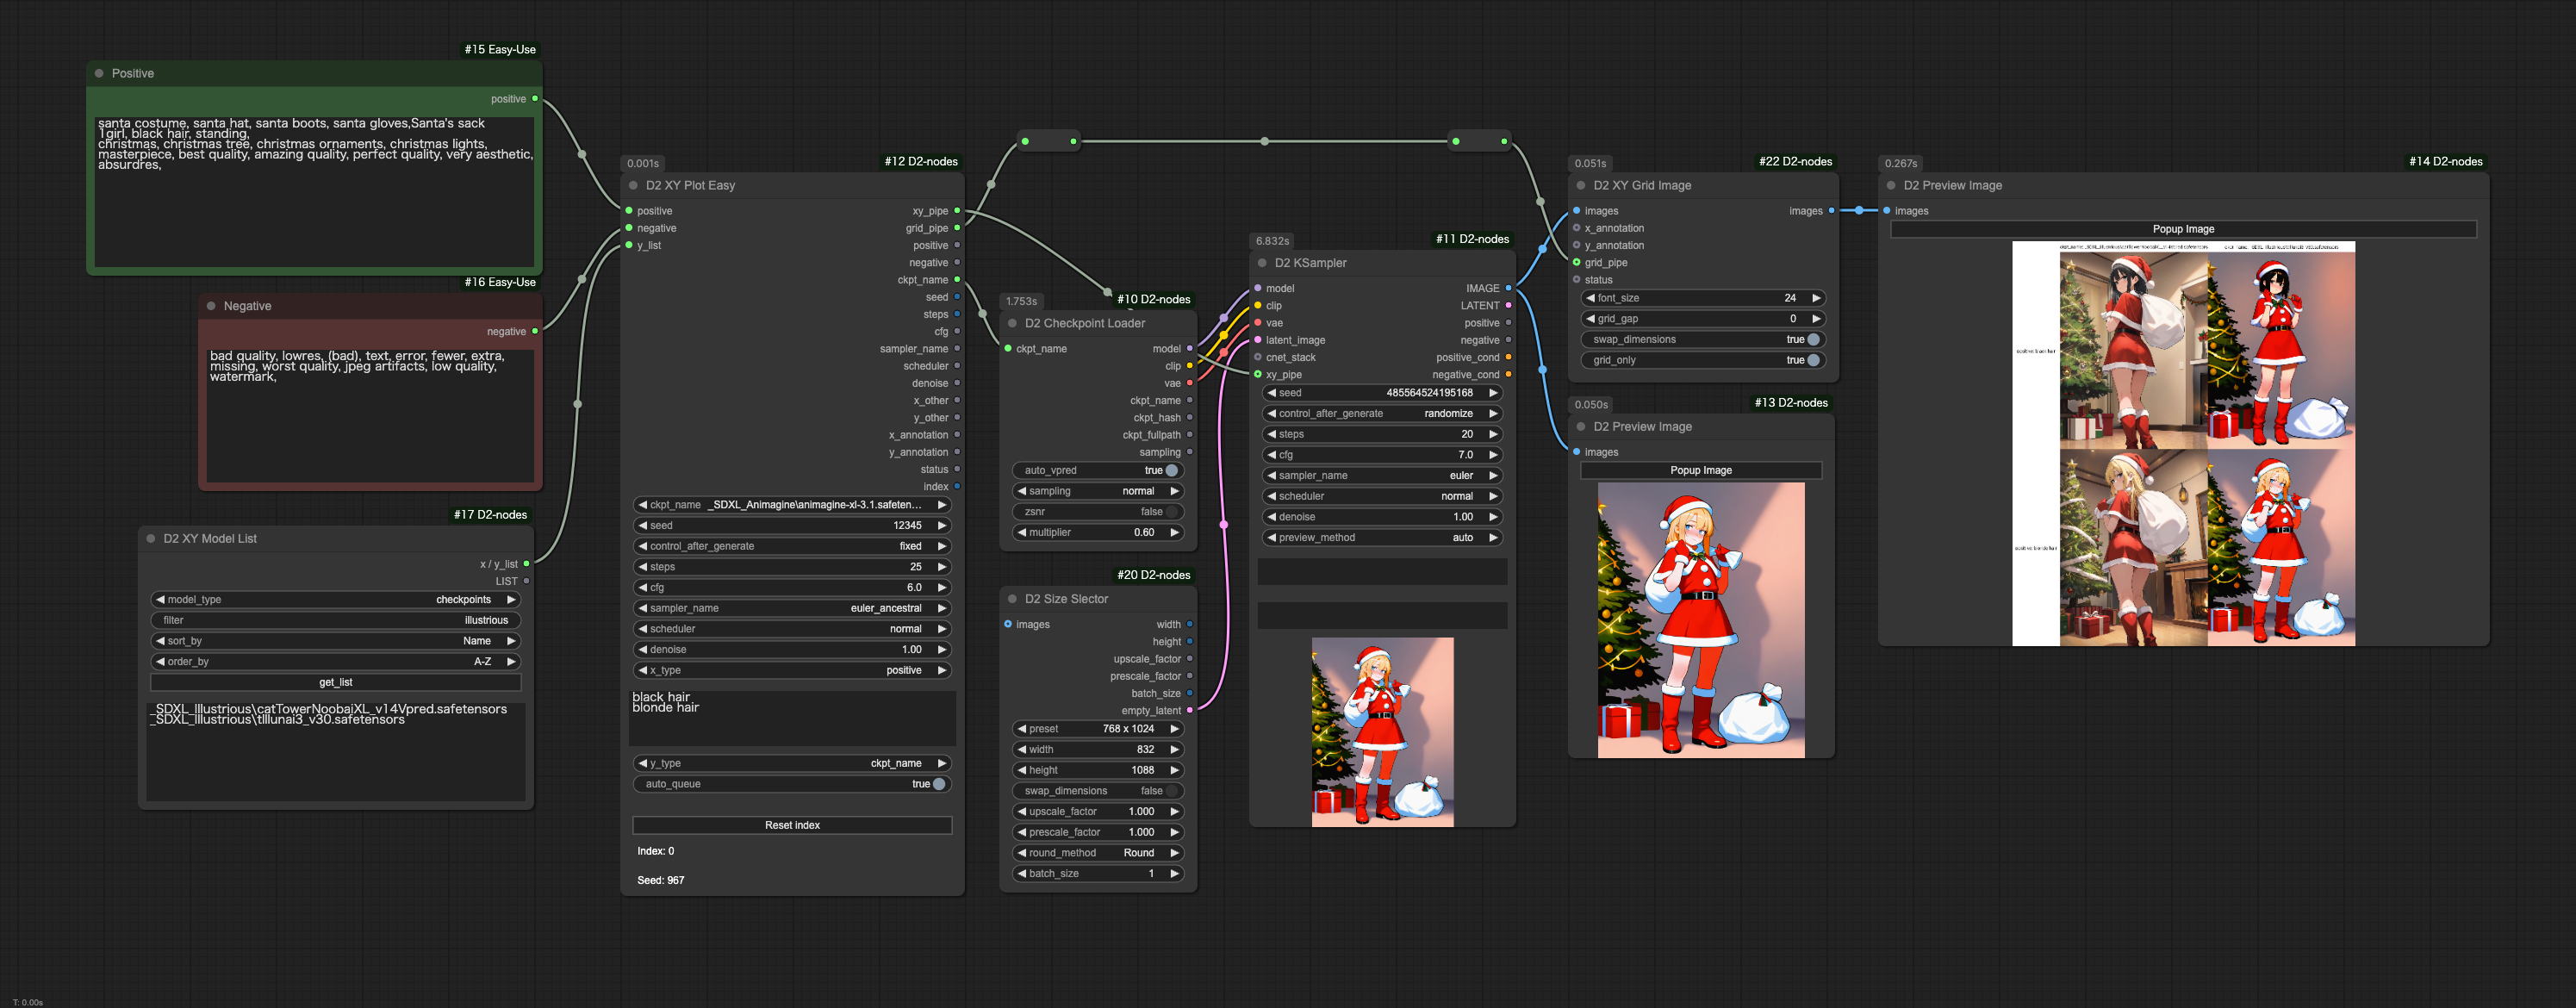 #15 Easy-Use
Positive
positive
santa costume, santa hat, santa boots, santa gloves,Santa's sack
1girl, black hair, standing,
christmas, christmas tree, christmas ornaments, christmas lights,
masterpiece, best quality, amazing quality, perfect quality, very aesthetic,
absurdres,
#16 Easy-Use
Negative
negative
bad quality, lowres, (bad), text, error, fewer, extra,
missing, worst quality, jpeg artifacts, low quality,
watermark,
#17 D2-nodes
D2 XY Model List
x / y_list
LIST
model_type checkpoints
filter illustrious
sort_by Name
order_by A-Z
get_list
_SDXL_Illustrious\catTowerNoobaiXL_v14Vpred.safetensors
_SDXL_Illustrious\tIllunai3_v30.safetensors
0.001s
#12 D2-nodes
D2 XY Plot Easy
positive xy_pipe
negative grid_pipe
y_list positive
negative
ckpt_name
seed
steps
cfg
sampler_name
scheduler
denoise
x_other
y_other
x_annotation
y_annotation
status
index
ckpt_name _SDXL_Animagine\animagine-xl-3.1.safeten...
seed 12345
control_after_generate fixed
steps 25
cfg 6.0
sampler_name euler_ancestral
scheduler normal
denoise 1.00
x_type positive
black hair
blonde hair
y_type ckpt_name
auto_queue true
Reset index
Index: 0
Seed: 967
1.753s
#10 D2-nodes
D2 Checkpoint Loader
ckpt_name model
clip
vae
ckpt_name
ckpt_hash
ckpt_fullpath
sampling
auto_vpred true
sampling normal
zsnr false
multiplier 0.60
#20 D2-nodes
D2 Size Slector
images width
height
upscale_factor
prescale_factor
batch_size
empty_latent
preset 768 x 1024
width 832
height 1088
swap_dimensions false
upscale_factor 1.000
prescale_factor 1.000
round_method Round
batch_size 1
6.832s
#11 D2-nodes
D2 KSampler
model IMAGE
clip LATENT
vae positive
latent_image negative
cnet_stack positive_cond
xy_pipe negative_cond
seed 485564524195168
control_after_generate randomize
steps 20
cfg 7.0
sampler_name euler
scheduler normal
denoise 1.00
preview_method auto
0.051s
#22 D2-nodes
D2 XY Grid Image
images images
x_annotation
y_annotation
grid_pipe
status
font_size 24
grid_gap 0
swap_dimensions true
grid_only true
0.050s
#13 D2-nodes
D2 Preview Image
images
Popup Image
0.267s
#14 D2-nodes
D2 Preview Image
images
Popup Image
positive: black hair
positive: blonde hair
T: 0.00s